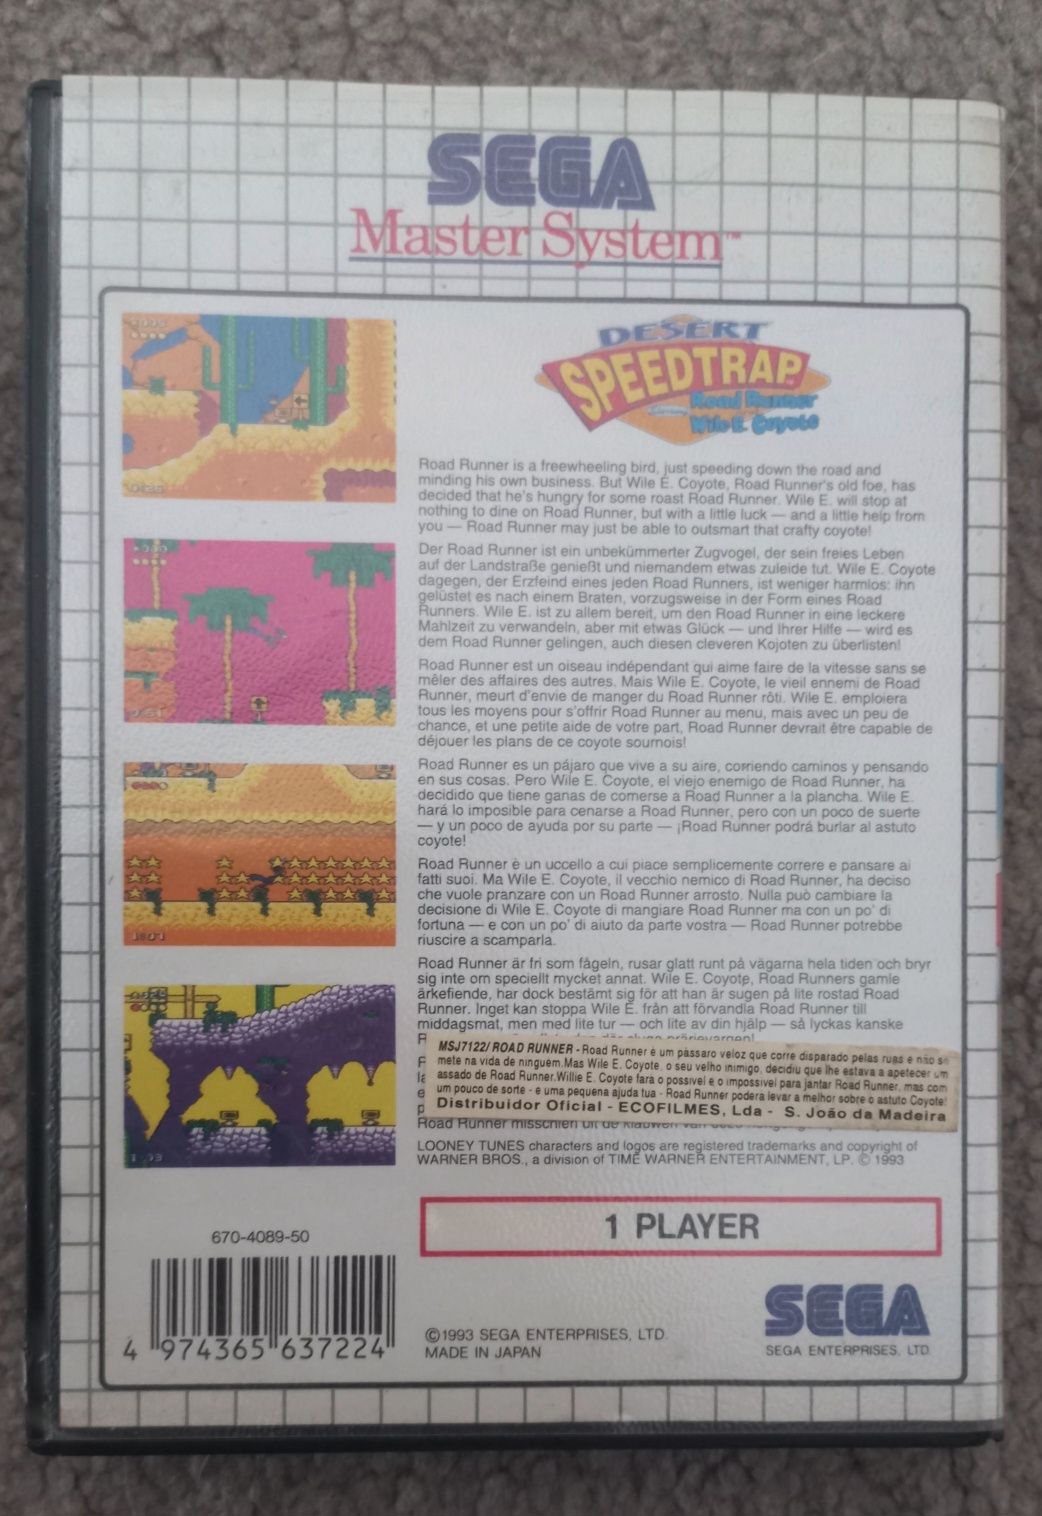 SEGA
Master System™
DESERT
SPEEDTRAP
Starring
Road Runner
Wile E. Coyote
Road Runner is a freewheeling bird, just speeding down the road and
minding his own business. But Wile E. Coyote, Road Runner's old foe, has
decided that he's hungry for some roast Road Runner. Wile E. will stop at
nothing to dine on Road Runner, but with a little luck — and a little help from
you — Road Runner may just be able to outsmart that crafty coyote!
Der Road Runner ist ein unbekümmerter Zugvogel, der sein freies Leben
auf der Landstraße genießt und niemandem etwas zuleide tut. Wile E. Coyote
dagegen, der Erzfeind eines jeden Road Runners, ist weniger harmlos: ihn
gelüstet es nach einem Braten, vorzugsweise in der Form eines Road
Runners. Wile E. ist zu allem bereit, um den Road Runner in eine leckere
Mahlzeit zu verwandeln, aber mit etwas Glück — und Ihrer Hilfe — wird es
dem Road Runner gelingen, auch diesen cleveren Kojoten zu überlisten!
Road Runner est un oiseau indépendant qui aime faire de la vitesse sans se
mêler des affaires des autres. Mais Wile E. Coyote, le vieil ennemi de Road
Runner, meurt d'envie de manger du Road Runner rôti. Wile E. emploiera
tous les moyens pour s'offrir Road Runner au menu, mais avec un peu de
chance, et une petite aide de votre part, Road Runner devrait être capable de
déjouer les plans de ce coyote sournois!
Road Runner es un pájaro que vive a su aire, corriendo caminos y pensando
en sus cosas. Pero Wile E. Coyote, el viejo enemigo de Road Runner, ha
decidido que tiene ganas de comerse a Road Runner a la plancha. Wile E.
hará lo imposible para cenarse a Road Runner, pero con un poco de suerte
— y un poco de ayuda por su parte — ¡Road Runner podrá burlar al astuto
coyote!
Road Runner è un uccello a cui piace semplicemente correre e pansare ai
fatti suoi. Ma Wile E. Coyote, il vecchio nemico di Road Runner, ha deciso
che vuole pranzare con un Road Runner arrosto. Nulla può cambiare la
decisione di Wile E. Coyote di mangiare Road Runner ma con un po' di
fortuna — e con un po' di aiuto da parte vostra — Road Runner potrebbe
riuscire a scamparla.
Road Runner är fri som fågeln, rusar glatt runt på vägarna hela tiden och bryr
sig inte om speciellt mycket annat. Wile E. Coyote, Road Runners gamle
ärkefiende, har dock bestämt sig för att han är sugen på lite rostad Road
Runner. Inget kan stoppa Wile E. från att förvandla Road Runner till
middagsmat, men med lite tur — och lite av din hjälp — så lyckas kanske
MSJ7122/ ROAD RUNNER - Road Runner é um pàssaro veloz que corre disparado pelas ruas e não se
mete na vida de ninguém.Mas Wile E. Coyote, o seu velho inimigo, decidiu que lhe estava a apetecer um
assado de Road Runner.Willie E. Coyote fará o possivel e o impossivel para jantar Road Runner, mas com
um pouco de sorte - e uma pequena ajuda tua - Road Runner podera levar a melhor sobre o astuto Coyote!
Distribuidor Oficial - ECOFILMES, Lda - S. João da Madeira
Road Runner misschien uit de klauwen van
LOONEY TUNES characters and logos are registered trademarks and copyright of
WARNER BROS., a division of TIME WARNER ENTERTAINMENT, LP. © 1993
1 PLAYER
670-4089-50
4 974365 637224
©1993 SEGA ENTERPRISES, LTD.
MADE IN JAPAN
SEGA
SEGA ENTERPRISES, LTD.